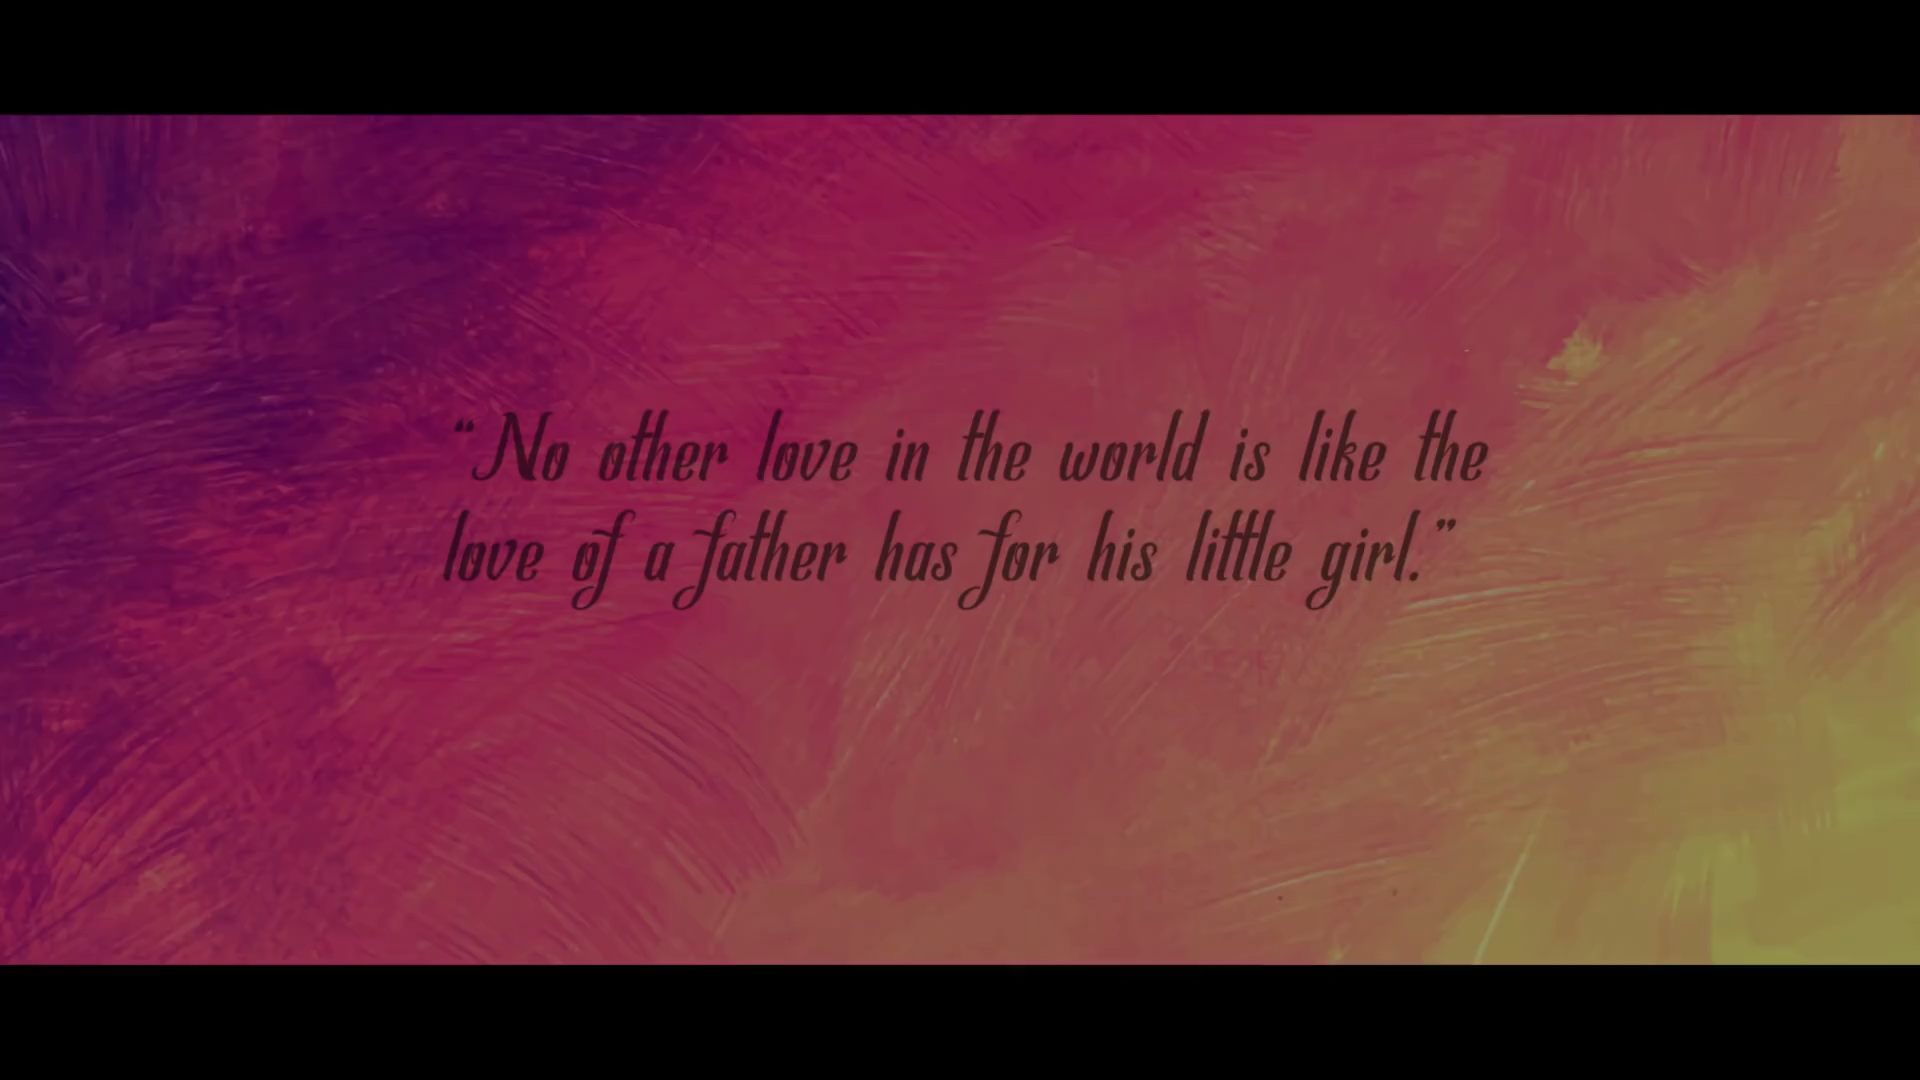 “No other love in the world is like the
love of a father has for his little girl.”